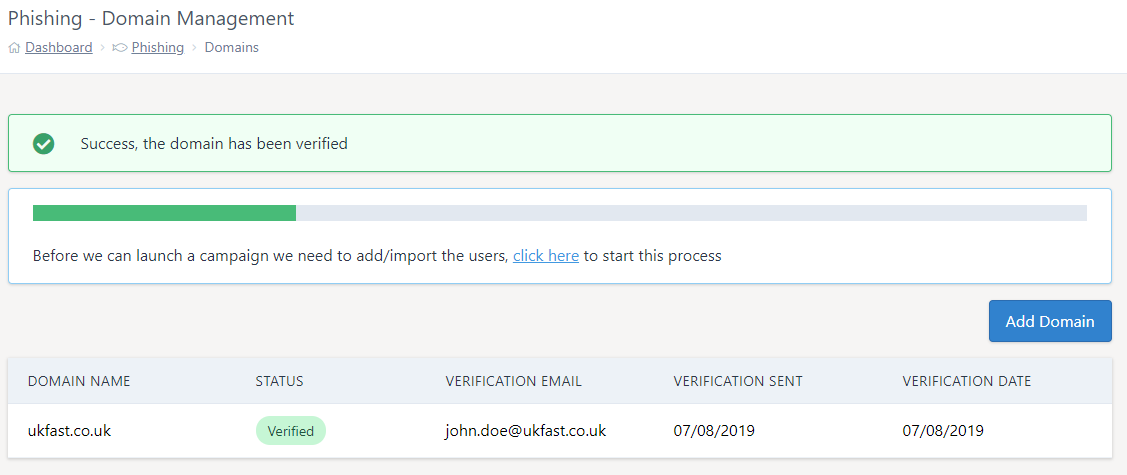 Phishing - Domain Management
Dashboard > Phishing > Domains
Success, the domain has been verified
Before we can launch a campaign we need to add/import the users, click here to start this process
Add Domain
DOMAIN NAME STATUS VERIFICATION EMAIL VERIFICATION SENT VERIFICATION DATE
ukfast.co.uk Verified john.doe@ukfast.co.uk 07/08/2019 07/08/2019